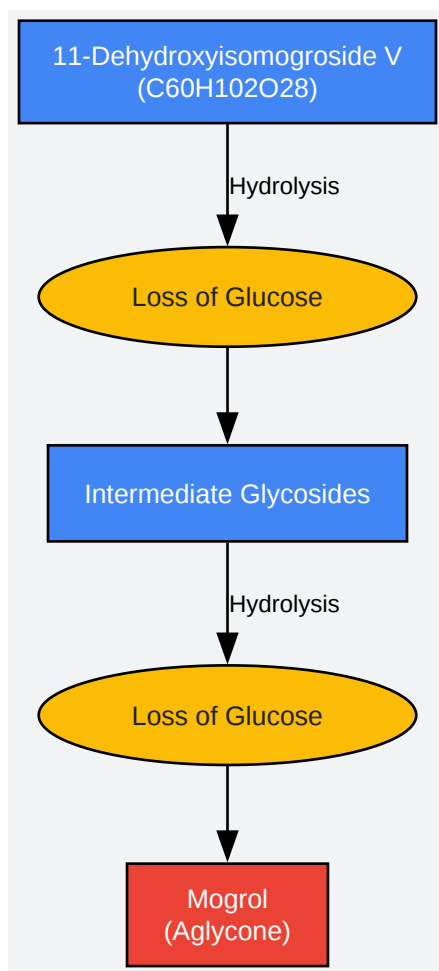 11-Dehydroxyisomogroside V
(C60H102O28)
Hydrolysis
Loss of Glucose
Intermediate Glycosides
Hydrolysis
Loss of Glucose
Mogrol
(Aglycone)